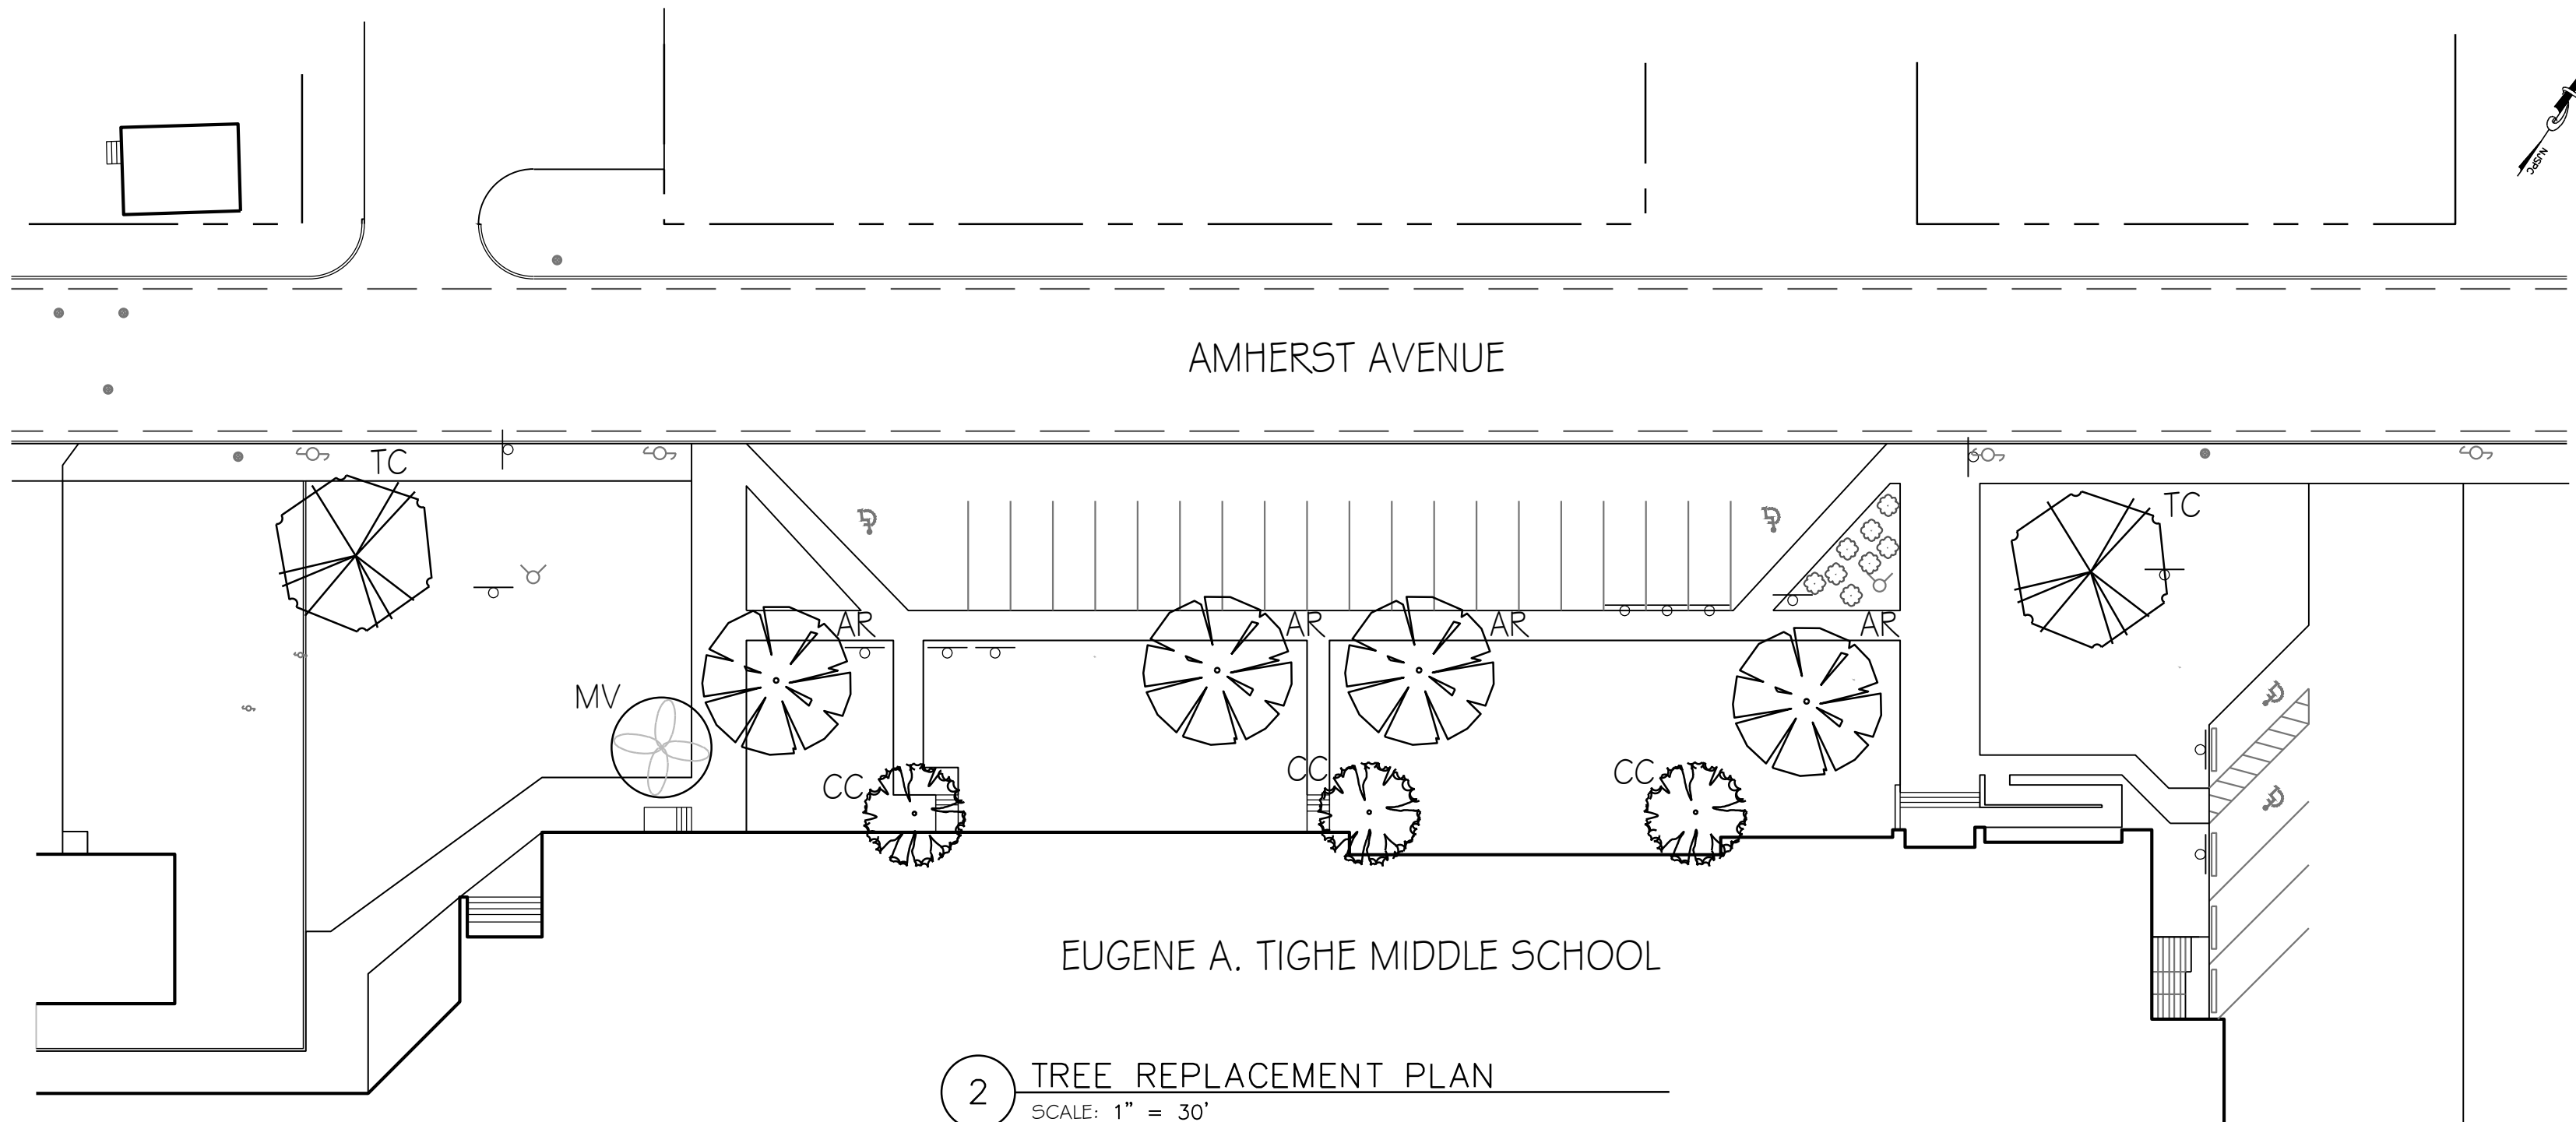 NJSPC
AMHERST AVENUE
TC
TC
AR
AR
AR
AR
MV
CC
CC
CC
EUGENE A. TIGHE MIDDLE SCHOOL
2
TREE REPLACEMENT PLAN
SCALE: 1" = 30'